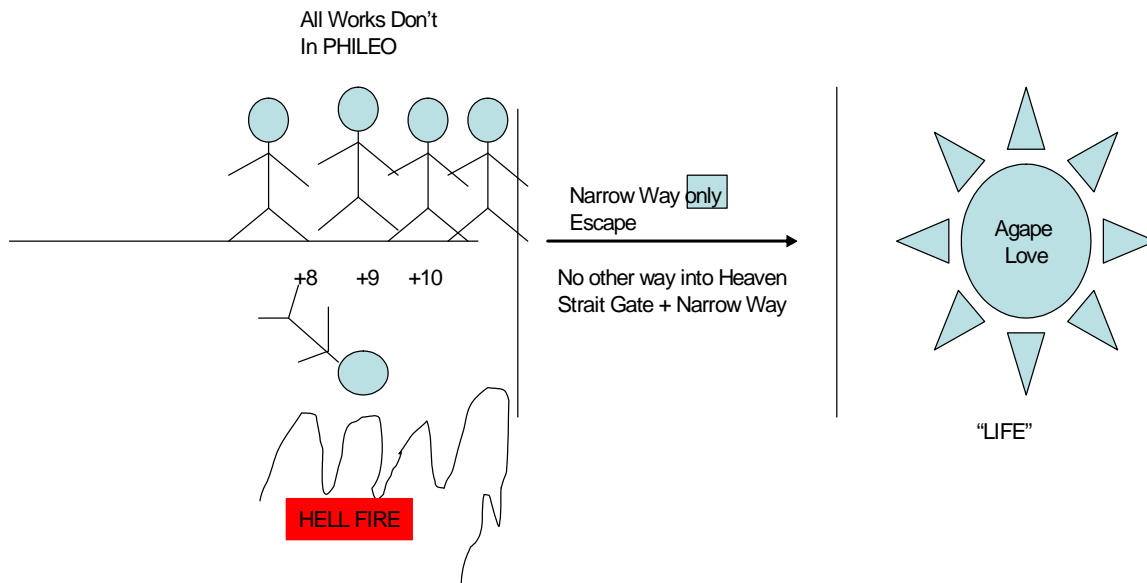 All Works Don't
In PHILEO
Narrow Way only
Escape
Agape
Love
+8 +9 +10
No other way into Heaven
Strait Gate + Narrow Way
"LIFE"
HELL FIRE